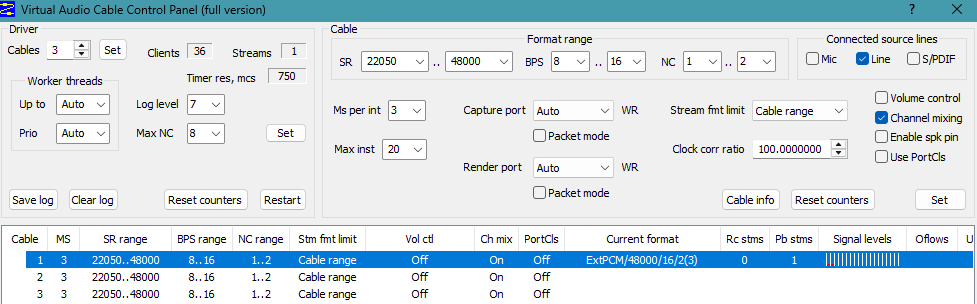 Virtual Audio Cable Control Panel (full version) ?
Driver
Cables 3 Set Clients 36 Streams 1
Timer res, mcs 750
Worker threads
Up to Auto Log level 7
Prio Auto Max NC 8 Set
Save log Clear log Reset counters Restart
Cable
Format range
SR 22050 .. 48000 BPS 8 .. 16 NC 1 .. 2
Connected source lines
Mic Line S/PDIF
Ms per int 3 Capture port Auto WR Stream fmt limit Cable range
Packet mode
Max inst 20 Clock corr ratio 100.0000000
Render port Auto WR
Packet mode
Volume control
Channel mixing
Enable spk pin
Use PortCls
Cable info Reset counters Set
Cable MS SR range BPS range NC range Stm fmt limit Vol ctl Ch mix PortCls Current format Rc stms Pb stms Signal levels Oflows U
1 3 22050..48000 8..16 1..2 Cable range Off On Off ExtPCM/48000/16/2(3) 0 1
2 3 22050..48000 8..16 1..2 Cable range Off On Off
3 3 22050..48000 8..16 1..2 Cable range Off On Off